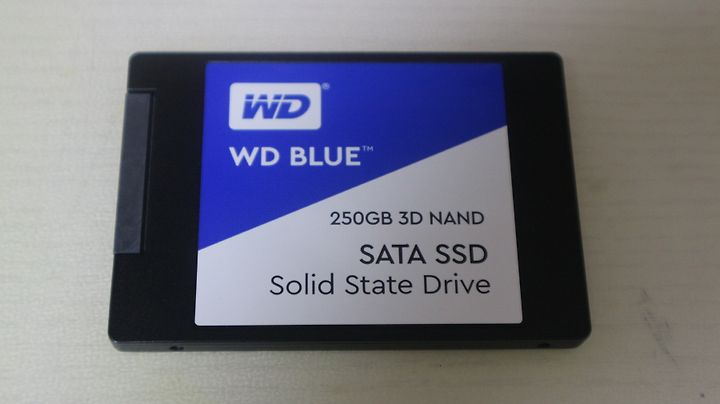 WD®
WD BLUE™
250GB 3D NAND
SATA SSD
Solid State Drive